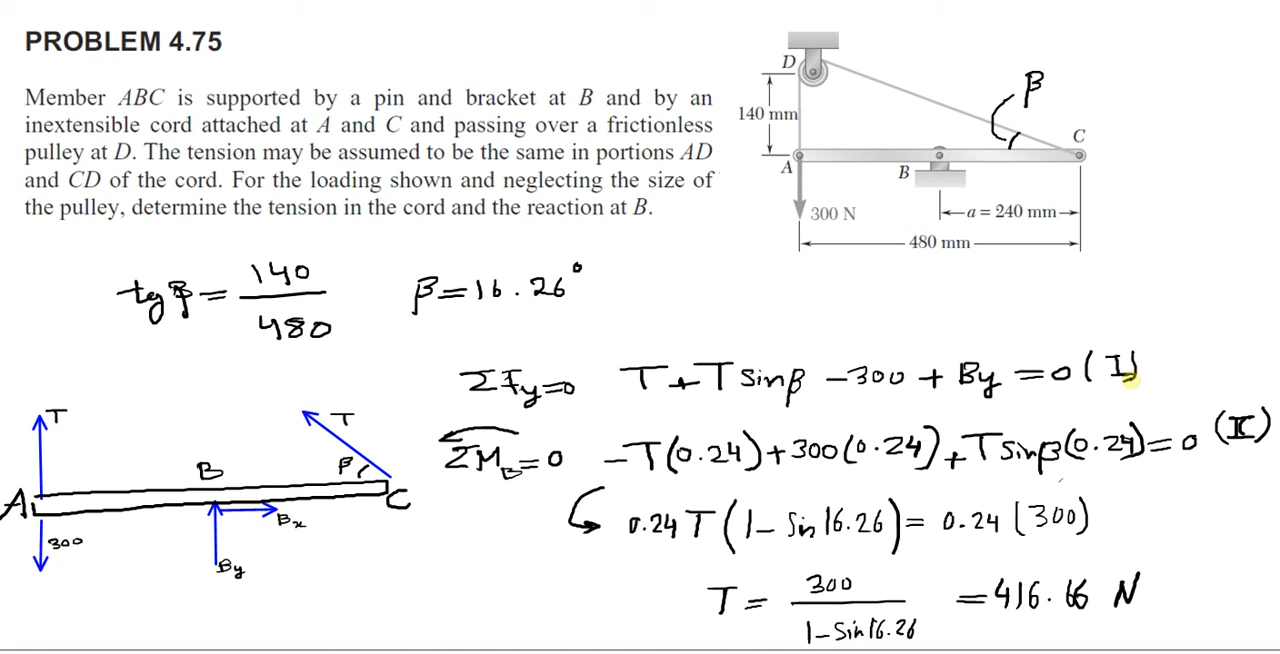 PROBLEM 4.75
Member ABC is supported by a pin and bracket at B and by an
inextensible cord attached at A and C and passing over a frictionless
pulley at D. The tension may be assumed to be the same in portions AD
and CD of the cord. For the loading shown and neglecting the size of
the pulley, determine the tension in the cord and the reaction at B.
D
β
140 mm
C
A
B
300 N
a = 240 mm
480 mm
tgβ = 140/480
β = 16.26°
ΣFy=0 T + T sinβ - 300 + By = 0 (I)
ΣM_B = 0 -T(0.24) + 300(0.24) + T sinβ(0.24) = 0 (II)
0.24 T (1 - Sin 16.26) = 0.24 (300)
T = 300/(1 - Sin 16.26) = 416.66 N
T
T
B
β
A
C
Bx
300
By